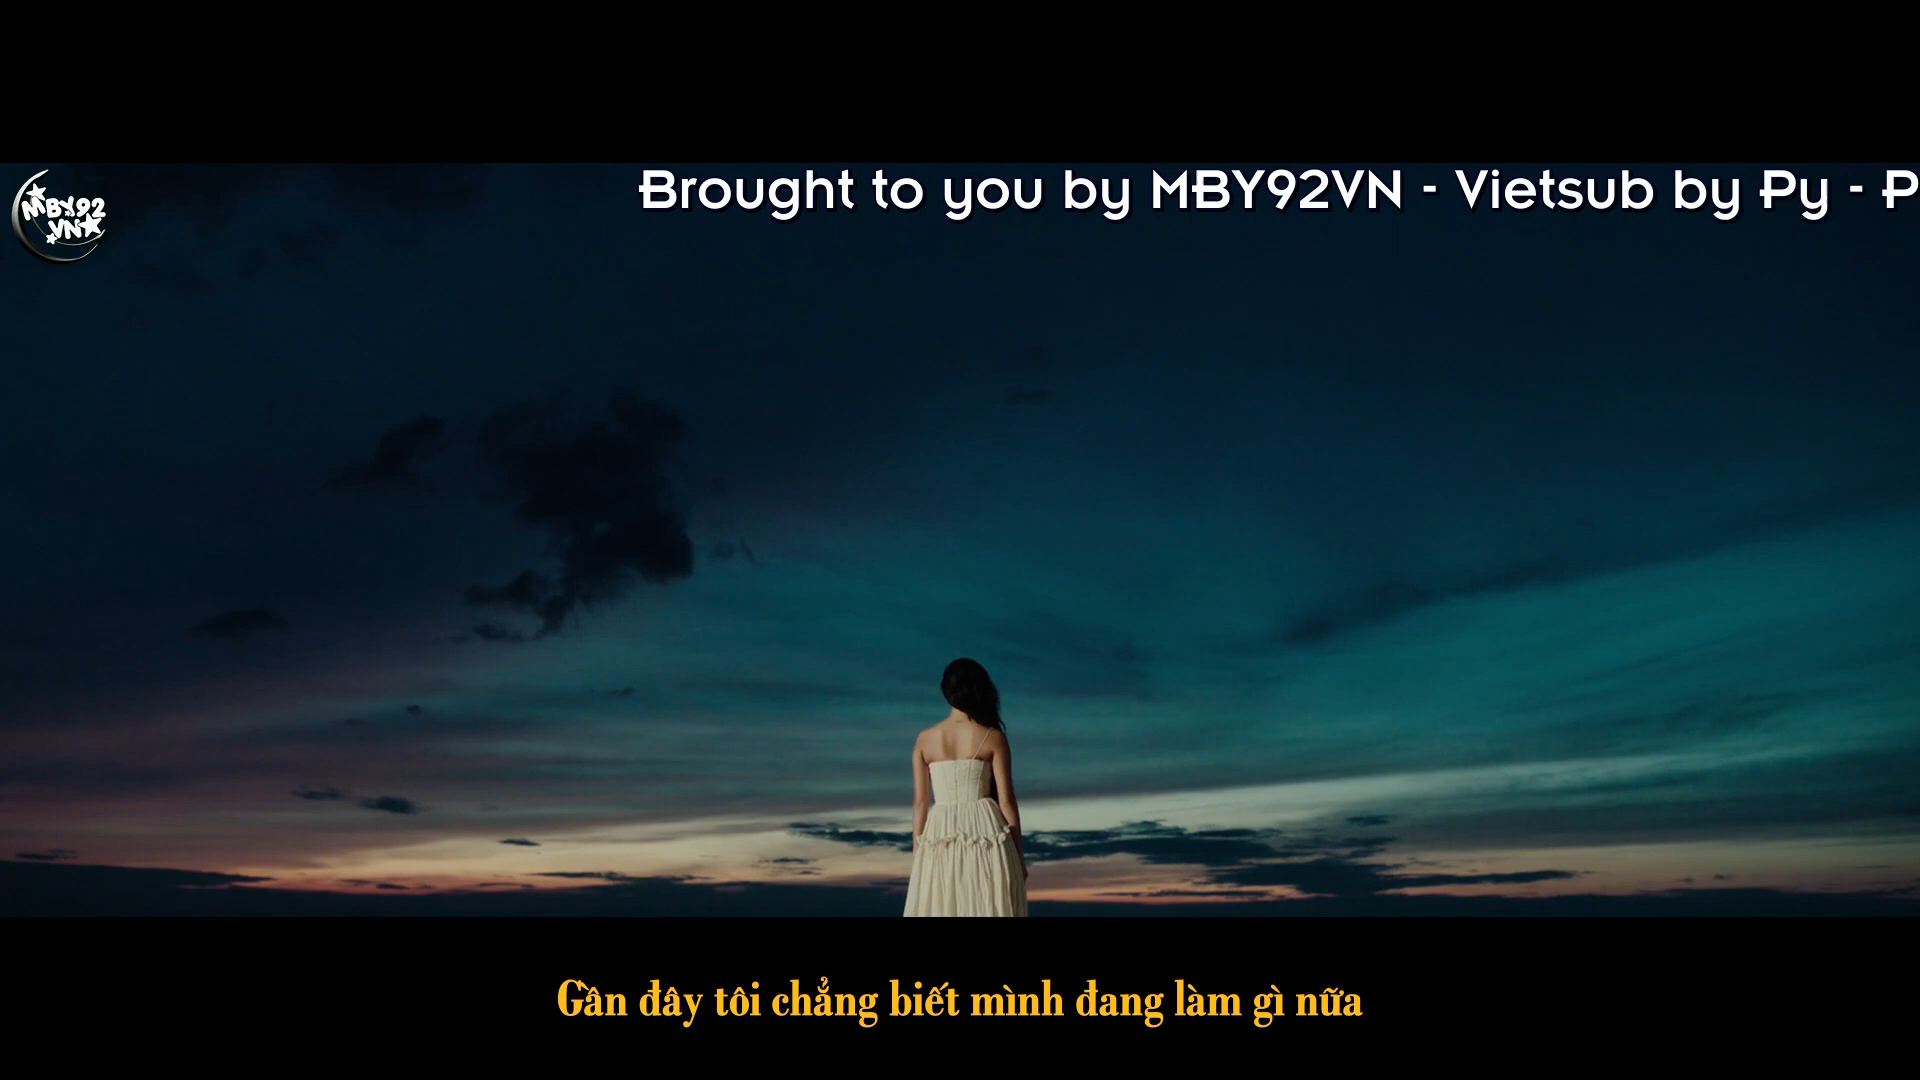 Brought to you by MBY92VN - Vietsub by Py - P
MBY92
VN
Gần đây tôi chẳng biết mình đang làm gì nữa